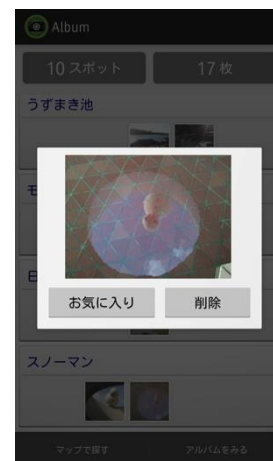 Album
10 スポット
17 枚
うずまき池
モ
お気に入り
削除
スノーマン
マップで探す
アルバムをみる